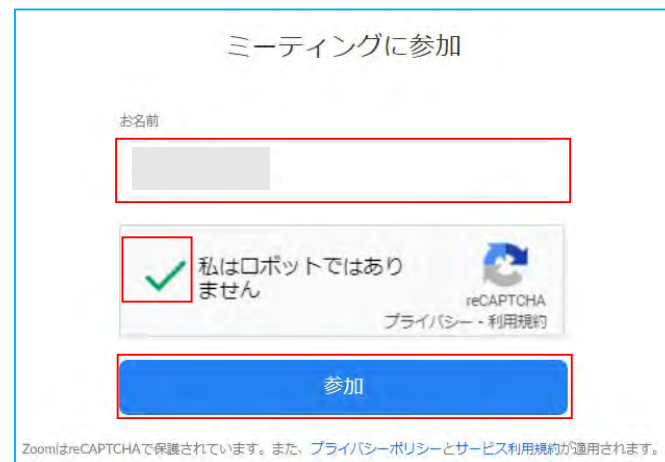 ミーティングに参加
お名前
私はロボットではあり
ません
reCAPTCHA
プライバシー・利用規約
参加
ZoomはreCAPTCHAで保護されています。また、プライバシーポリシーとサービス利用規約が適用されます。